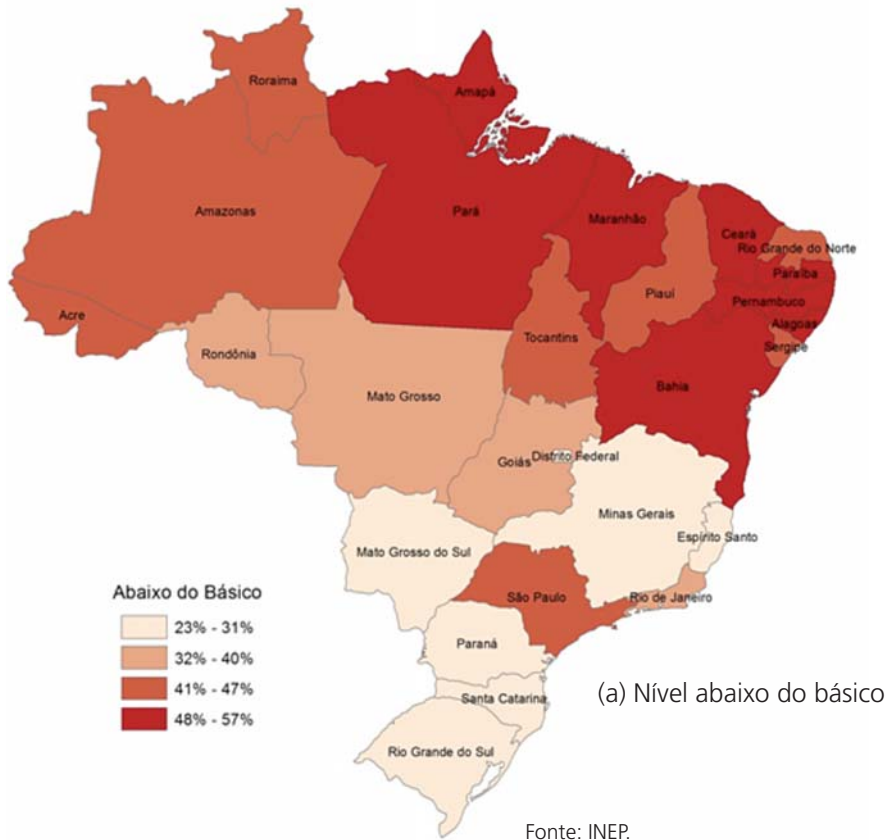 Roraima
Amapá
Amazonas
Pará
Maranhão
Ceará
Rio Grande do Norte
Paraíba
Piauí
Pernambuco
Acre
Alagoas
Tocantins
Sergipe
Rondônia
Bahia
Mato Grosso
Goiás
Distrito Federal
Minas Gerais
Espírito Santo
Mato Grosso do Sul
São Paulo
Rio de Janeiro
Paraná
Santa Catarina
Rio Grande do Sul
Abaixo do Básico
23% - 31%
32% - 40%
41% - 47%
48% - 57%
(a) Nível abaixo do básico
Fonte: INEP.